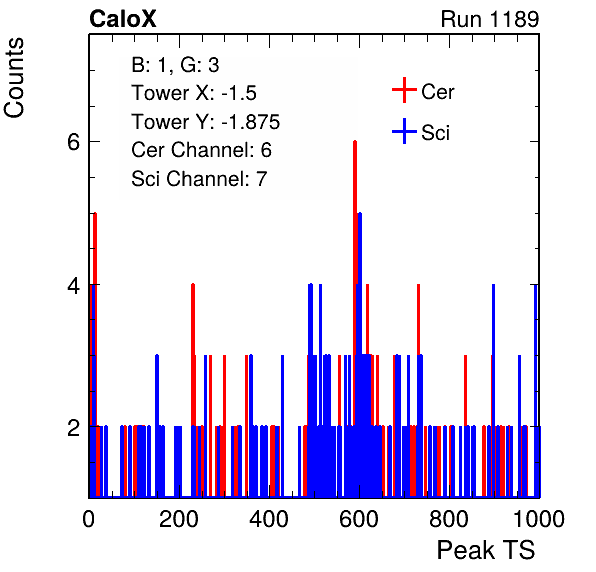 CaloX Run 1189
Counts
B: 1, G: 3
Tower X: -1.5
Tower Y: -1.875
Cer Channel: 6
Sci Channel: 7
Cer
Sci
6
4
2
0 200 400 600 800 1000
Peak TS